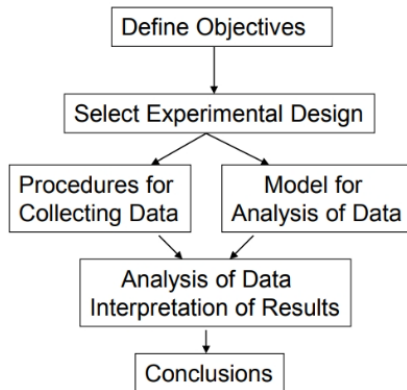 Define Objectives
Select Experimental Design
Procedures for
Collecting Data
Model for
Analysis of Data
Analysis of Data
Interpretation of Results
Conclusions